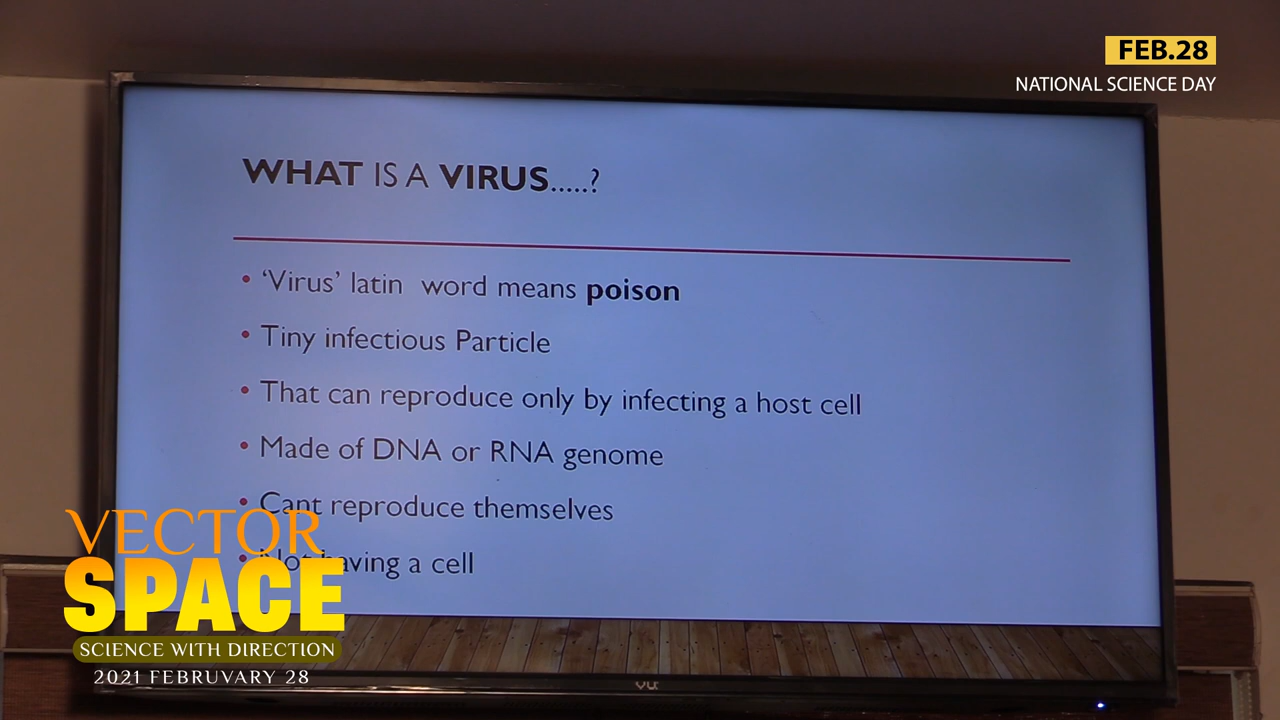 FEB.28
NATIONAL SCIENCE DAY
WHAT IS A VIRUS.....?
• ‘Virus’ latin word means poison
• Tiny infectious Particle
• That can reproduce only by infecting a host cell
• Made of DNA or RNA genome
• Cant reproduce themselves
• Not having a cell
VECTOR
SPACE
SCIENCE WITH DIRECTION
2021 FEBRUVARY 28